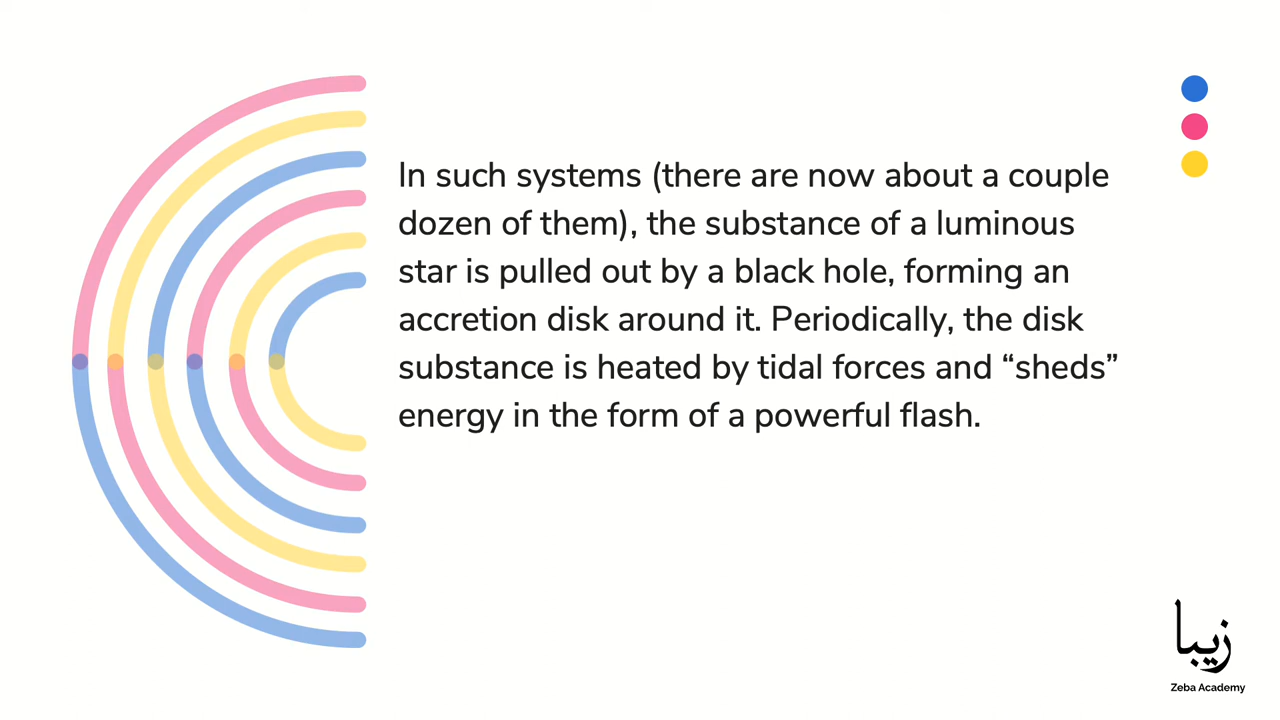 In such systems (there are now about a couple
dozen of them), the substance of a luminous
star is pulled out by a black hole, forming an
accretion disk around it. Periodically, the disk
substance is heated by tidal forces and “sheds”
energy in the form of a powerful flash.
زيبا
Zeba Academy